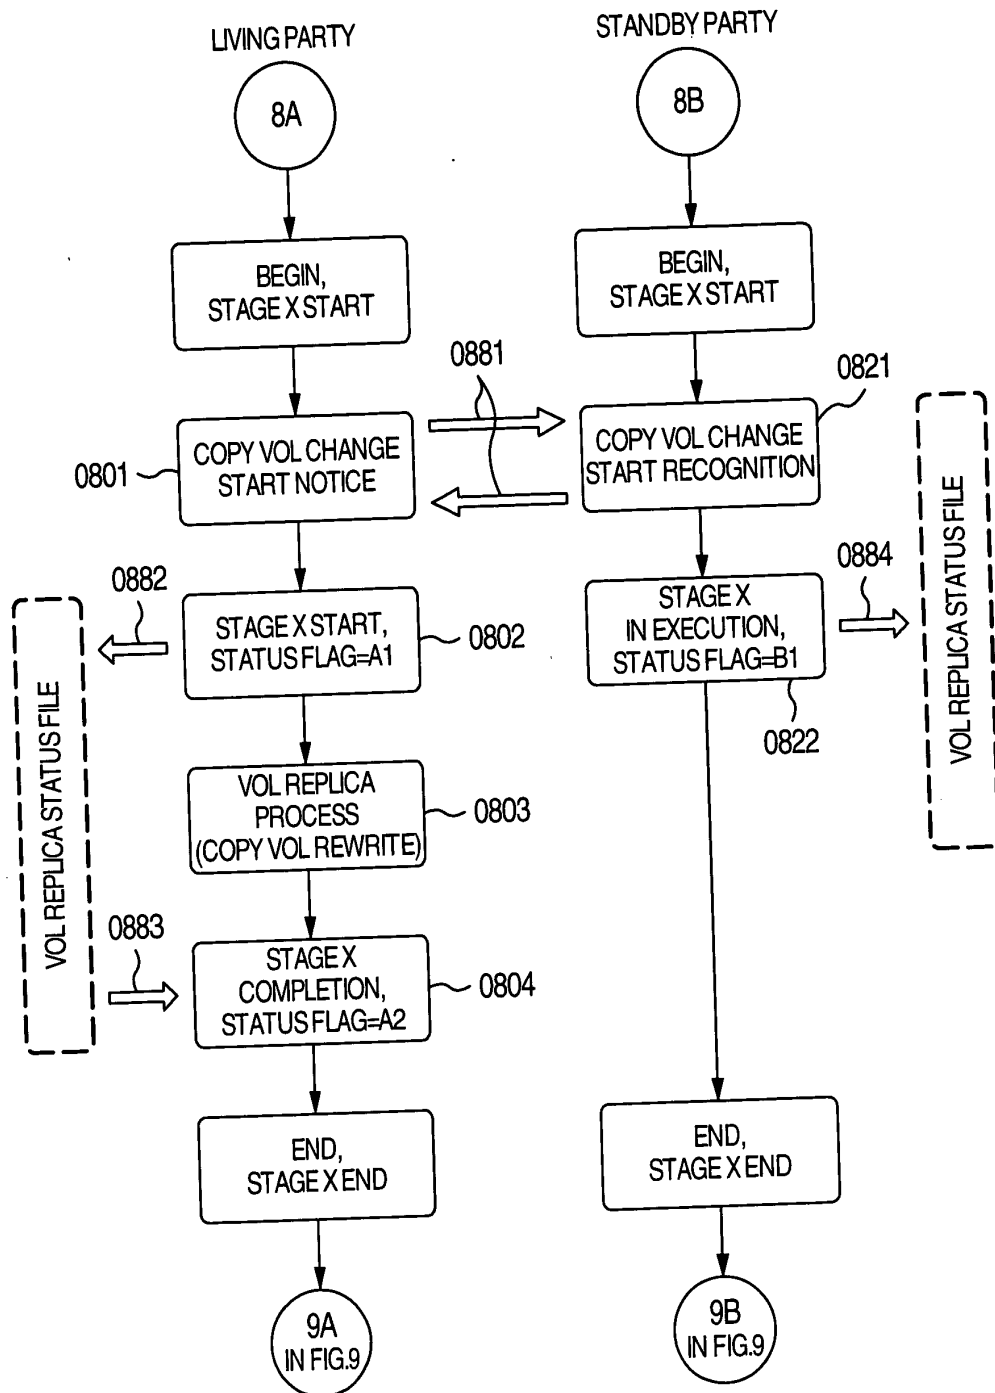 LIVING PARTY
STANDBY PARTY
8A
8B
BEGIN,
STAGE X START
BEGIN,
STAGE X START
0881
0821
COPY VOL CHANGE
START NOTICE
0801
COPY VOL CHANGE
START RECOGNITION
0882
0884
STAGE X START,
STATUS FLAG=A1
0802
STAGE X
IN EXECUTION,
STATUS FLAG=B1
0822
VOL REPLICA STATUS FILE
VOL REPLICA STATUS FILE
VOL REPLICA
PROCESS
(COPY VOL REWRITE)
0803
0883
STAGE X
COMPLETION,
STATUS FLAG=A2
0804
END,
STAGE X END
END,
STAGE X END
9A
IN FIG.9
9B
IN FIG.9